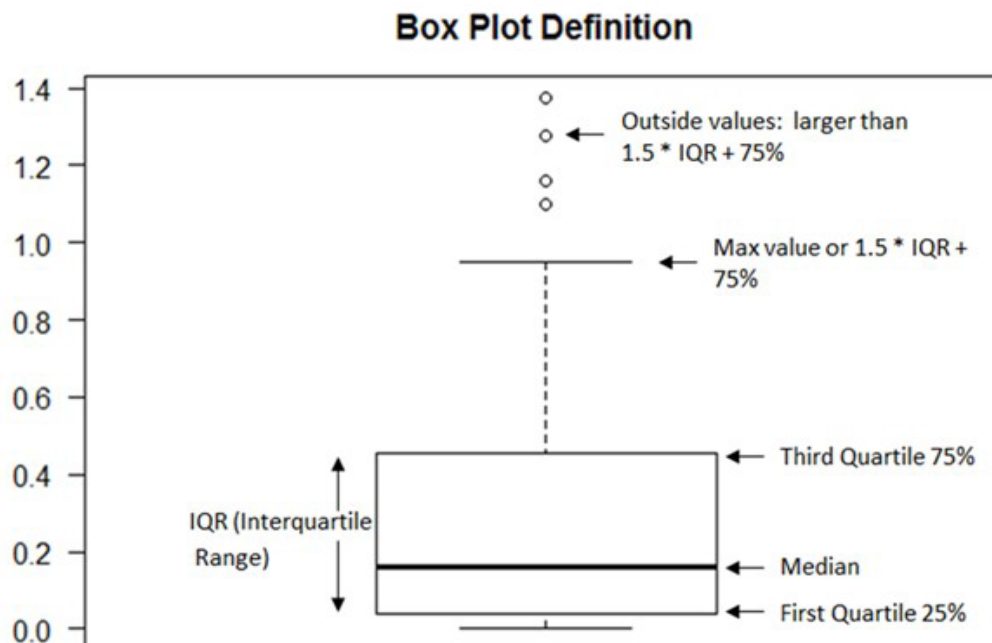 Box Plot Definition
1.4
Outside values:  larger than
1.5 * IQR + 75%
1.2
1.0
Max value or 1.5 * IQR +
75%
0.8
0.6
Third Quartile 75%
0.4
IQR (Interquartile
Range)
0.2
Median
First Quartile 25%
0.0